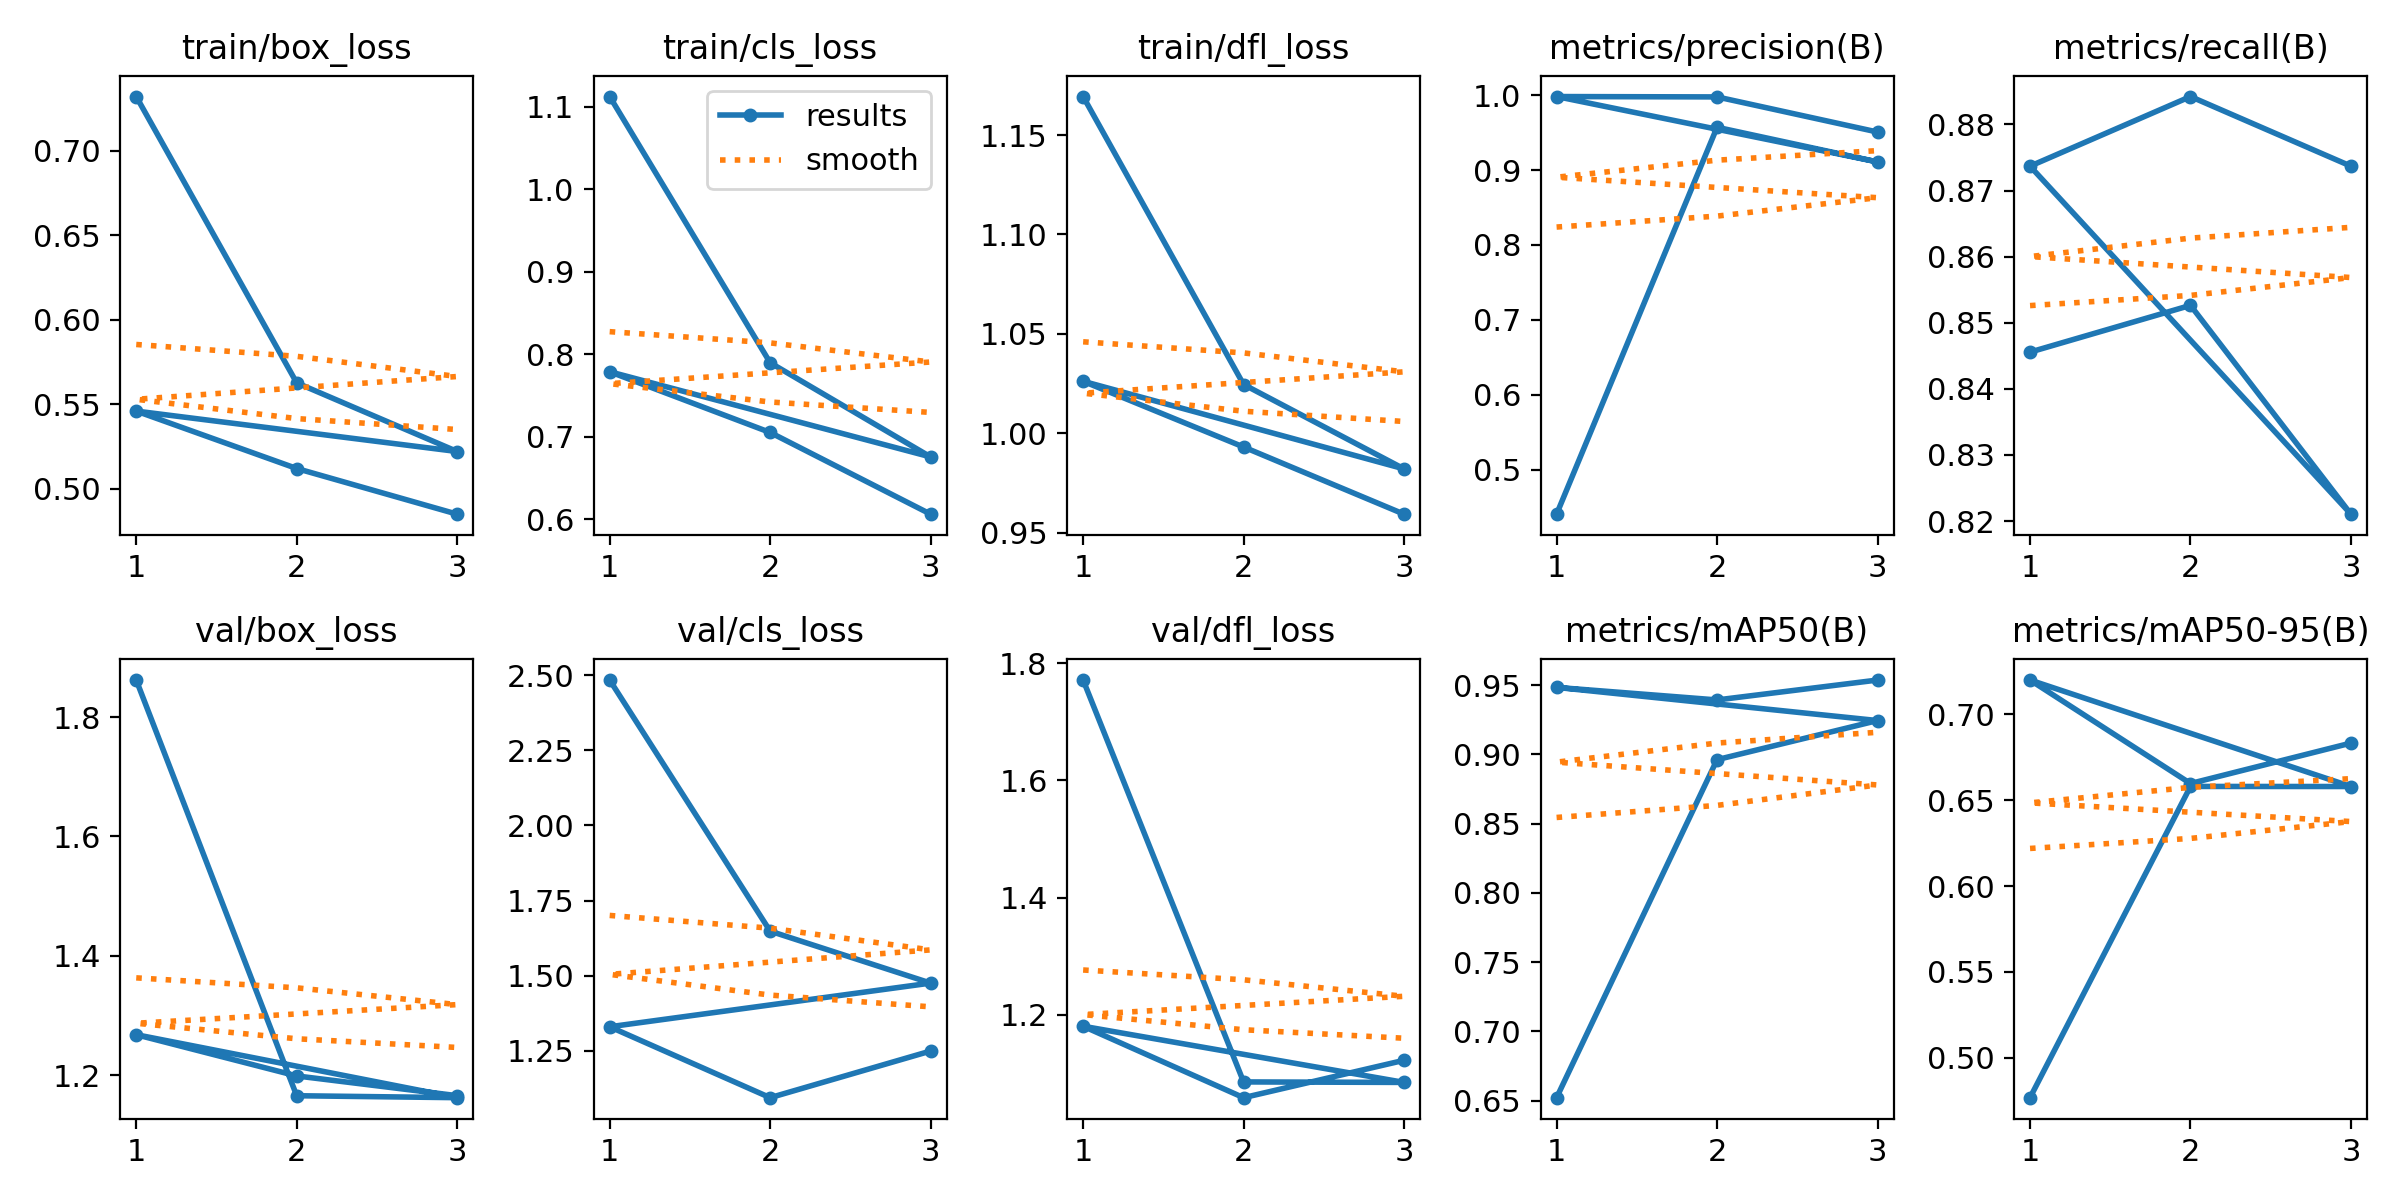 train/box_loss
0.70
0.65
0.60
0.55
0.50
1 2 3
train/cls_loss
results
smooth
1.1
1.0
0.9
0.8
0.7
0.6
1 2 3
train/dfl_loss
1.15
1.10
1.05
1.00
0.95
1 2 3
metrics/precision(B)
1.0
0.9
0.8
0.7
0.6
0.5
1 2 3
metrics/recall(B)
0.88
0.87
0.86
0.85
0.84
0.83
0.82
1 2 3
val/box_loss
1.8
1.6
1.4
1.2
1 2 3
val/cls_loss
2.50
2.25
2.00
1.75
1.50
1.25
1 2 3
val/dfl_loss
1.8
1.6
1.4
1.2
1 2 3
metrics/mAP50(B)
0.95
0.90
0.85
0.80
0.75
0.70
0.65
1 2 3
metrics/mAP50-95(B)
0.70
0.65
0.60
0.55
0.50
1 2 3